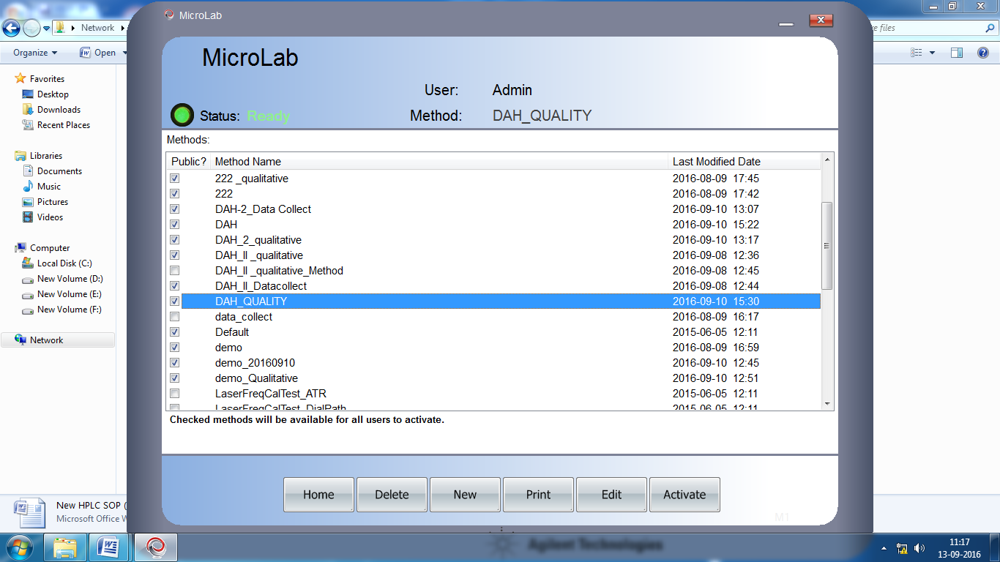 MicroLab
Network
re files
Organize
Open
MicroLab
User: Admin
Status: Ready
Method: DAH_QUALITY
Favorites
Desktop
Downloads
Recent Places
Libraries
Documents
Music
Pictures
Videos
Computer
Local Disk (C:)
New Volume (D:)
New Volume (E:)
New Volume (F:)
Network
Methods:
Public? Method Name Last Modified Date
222 _qualitative 2016-08-09 17:45
222 2016-08-09 17:42
DAH-2_Data Collect 2016-09-10 13:07
DAH 2016-09-10 15:22
DAH_2_qualitative 2016-09-10 13:17
DAH_II _qualitative 2016-09-08 12:36
DAH_II _qualitative_Method 2016-09-08 12:45
DAH_II_Datacollect 2016-09-08 12:44
DAH_QUALITY 2016-09-10 15:30
data_collect 2016-08-09 16:17
Default 2015-06-05 12:11
demo 2016-08-09 16:59
demo_20160910 2016-09-10 12:45
demo_Qualitative 2016-09-10 12:51
LaserFreqCalTest_ATR 2015-06-05 12:11
LaserFreqCalTest_DialPath 2015-06-05 12:11
Checked methods will be available for all users to activate.
Home Delete New Print Edit Activate
M1
New HPLC SOP (
Microsoft Office W
Agilent Technologies
11:17
13-09-2016